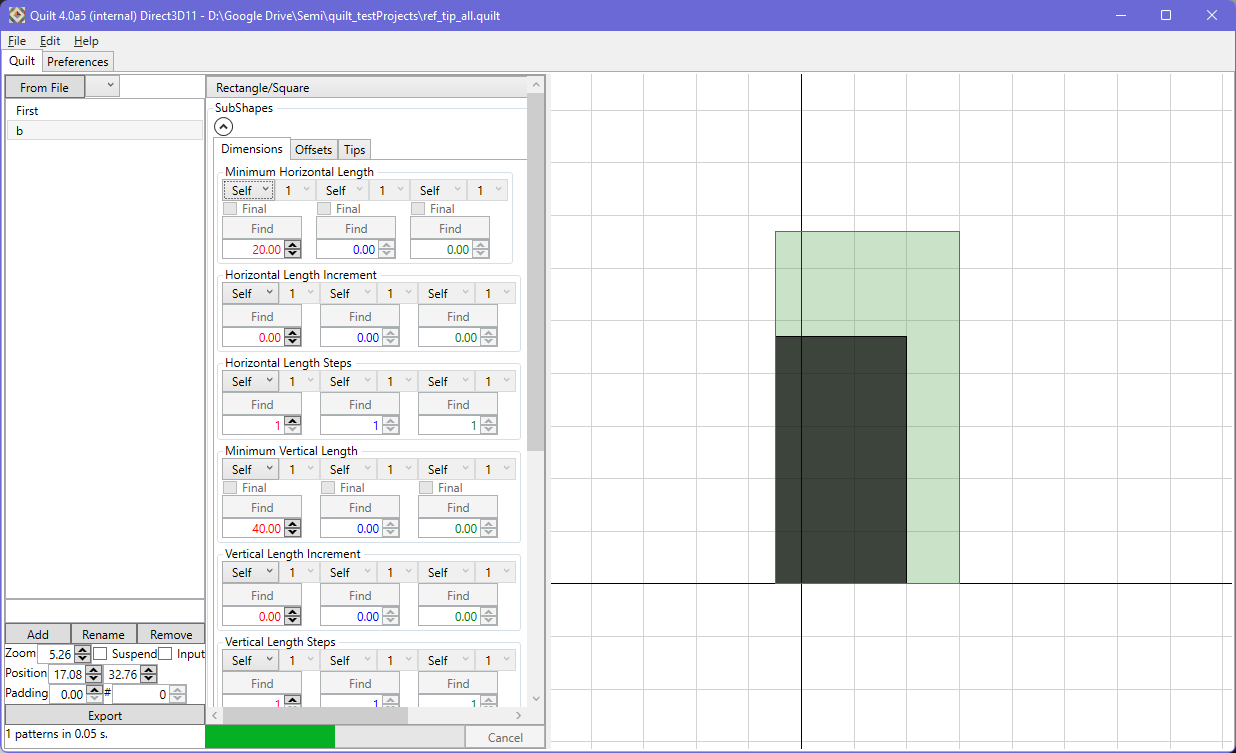 Quilt 4.0a5 (internal) Direct3D11 - D:\Google Drive\Semi\quilt_testProjects\ref_tip_all.quilt
File Edit Help
Quilt Preferences
From File
First
b
Rectangle/Square
SubShapes
Dimensions Offsets Tips
Minimum Horizontal Length
Self 1 Self 1 Self 1
Final Final Final
Find Find Find
20.00 0.00 0.00
Horizontal Length Increment
Self 1 Self 1 Self 1
Find Find Find
0.00 0.00 0.00
Horizontal Length Steps
Self 1 Self 1 Self 1
Find Find Find
1 1 1
Minimum Vertical Length
Self 1 Self 1 Self 1
Final Final Final
Find Find Find
40.00 0.00 0.00
Vertical Length Increment
Self 1 Self 1 Self 1
Find Find Find
0.00 0.00 0.00
Vertical Length Steps
Self 1 Self 1 Self 1
Find Find Find
1 1 1
Add Rename Remove
Zoom 5.26 Suspend Input
Position 17.08 32.76
Padding 0.00 # 0
Export
1 patterns in 0.05 s.
Cancel